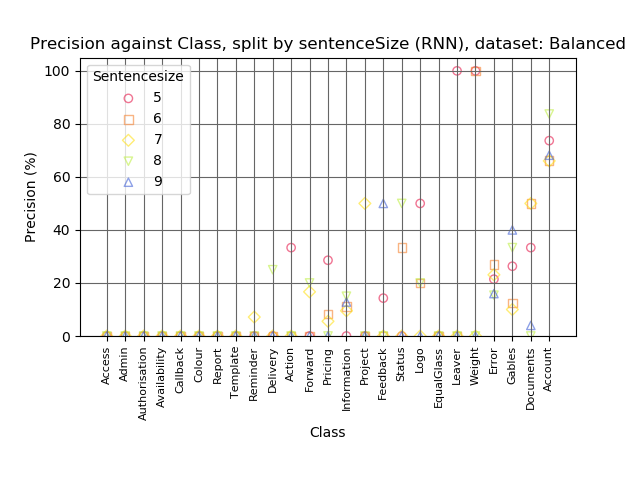 Precision against Class, split by sentenceSize (RNN), dataset: Balanced
100
80
60
40
20
0
Precision (%)
Sentencesize
5
6
7
8
9
Access
Admin
Authorisation
Availability
Callback
Colour
Report
Template
Reminder
Delivery
Action
Forward
Pricing
Information
Project
Feedback
Status
Logo
EqualGlass
Leaver
Weight
Error
Gables
Documents
Account
Class